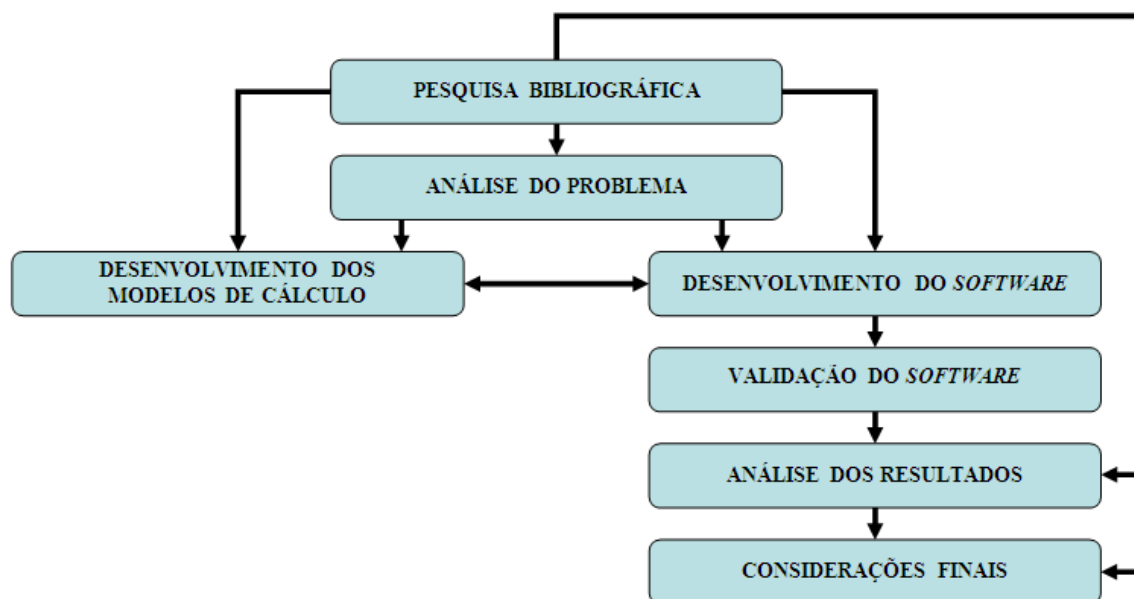 PESQUISA BIBLIOGRÁFICA
ANÁLISE DO PROBLEMA
DESENVOLVIMENTO DOS
MODELOS DE CÁLCULO
DESENVOLVIMENTO DO SOFTWARE
VALIDAÇÃO DO SOFTWARE
ANÁLISE DOS RESULTADOS
CONSIDERAÇÕES FINAIS